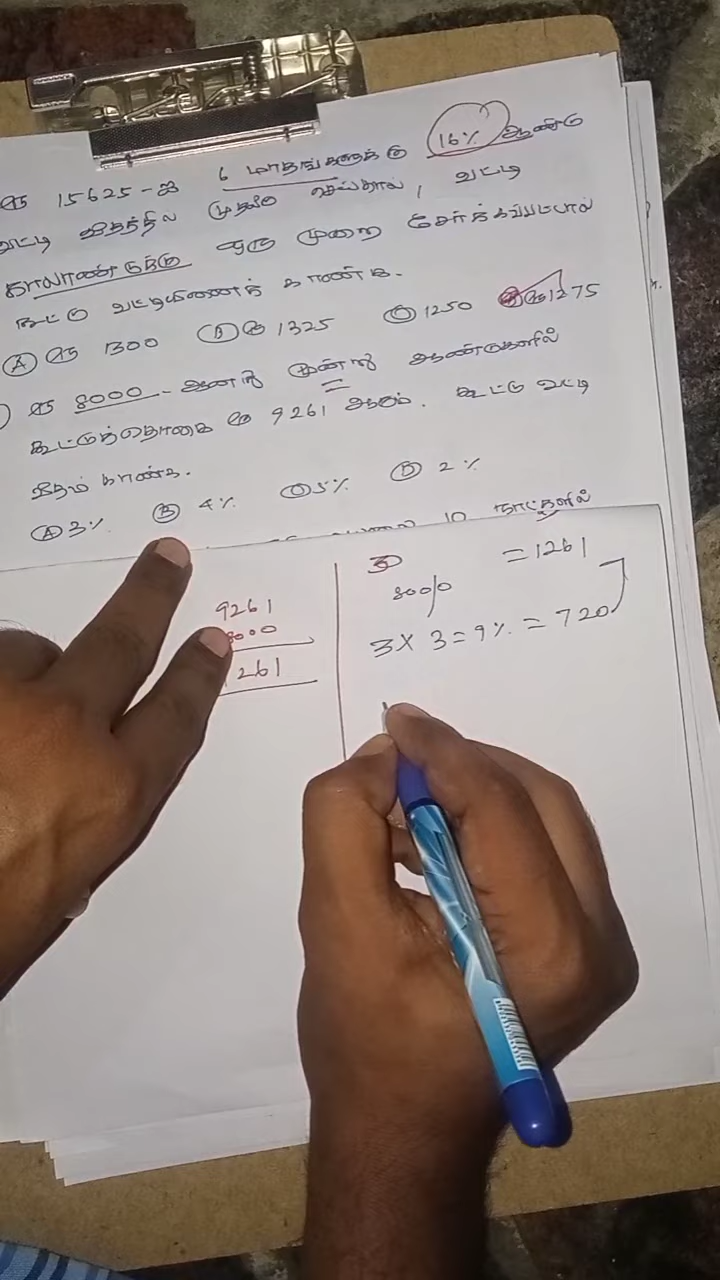 ரூ 15625-ஐ 6 மாதங்களுக்கு 16% ஆண்டு
வட்டி வீதத்தில் முதலீடு செய்தால், வட்டி
காலாண்டுக்கு ஒரு முறை சேர்க்கப்பட்டால்
கூட்டு வட்டியினைக் காண்க.
A ரூ 1300 B ரூ 1325 C 1250 D ரூ 1275
ரூ 8000-ஆனது மூன்று ஆண்டுகளில்
கூட்டுத்தொகை ரூ 9261 ஆகும். கூட்டு வட்டி
வீதம் காண்க.
A 3% B 4% C 5% D 2%
10 நாட்களில்
9261
8000
1261
= 1261
3 X 3 = 9% = 720